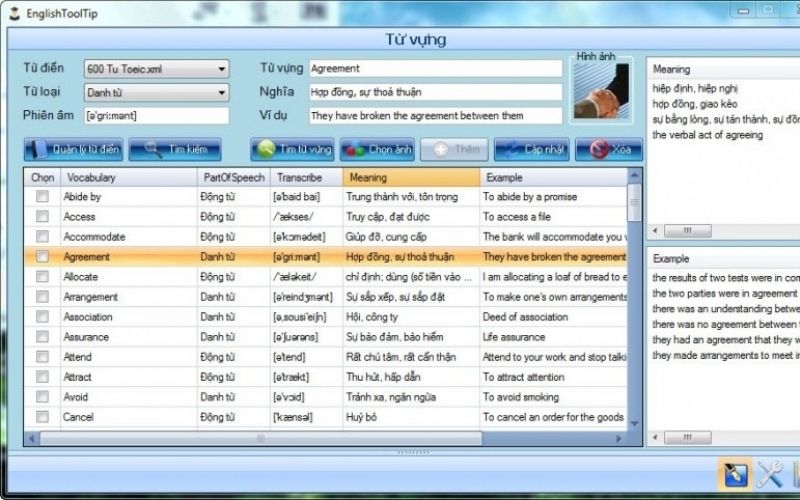 EnglishToolTip
Từ vựng
Từ điển 600 Tu Toeic.xml
Từ vựng Agreement
Hình ảnh
Từ loại Danh từ
Nghĩa Hợp đồng, sự thoả thuận
Phiên âm [ə'gri:mənt]
Ví dụ They have broken the agreement between them
Quản lý từ điển Tìm kiếm Tìm từ vựng Chọn ảnh Thêm Cập nhật Xóa
Chọn Vocabulary PartOfSpeech Transcribe Meaning Example
Abide by Động từ [ə'baid bai] Trung thành với, tôn trọng To abide by a promise
Access Động từ /'ækses/ Truy cập, đạt được To access a file
Accommodate Động từ [ə'kɔmədeit] Giúp đỡ, cung cấp The bank will accommodate you
Agreement Danh từ [ə'gri:mənt] Hợp đồng, sự thoả thuận They have broken the agreement
Allocate Động từ /'æləkeit/ chỉ định; dùng (số tiền vào ... I am allocating a loaf of bread to
Arrangement Danh từ [ə'reindʒmənt] Sự sắp xếp, sự sắp đặt To make one's own arrangements
Association Danh từ [ə,sousi'ei∫n] Hội, công ty Deed of association
Assurance Danh từ [ə'∫uərəns] Sự bảo đảm, bảo hiểm Life assurance
Attend Động từ [ə'tend] Rất chú tâm, rất cẩn thận Attend to your work and stop
Attract Động từ [ə'trækt] Thu hút, hấp dẫn To attract attention
Avoid Danh từ [ə'vɔid] Tránh xa, ngăn ngừa To avoid smoking
Cancel Động từ ['kænsəl] Huỷ bỏ To cancel an order for the goods
Meaning
hiệp định, hiệp nghị
hợp đồng, giao kèo
sự bằng lòng, sự tán thành, sự
the verbal act of agreeing
Example
the results of two tests were in
the two parties were in agreement
there was an understanding between
there was no agreement between
they had an agreement that they
they made arrangements to meet